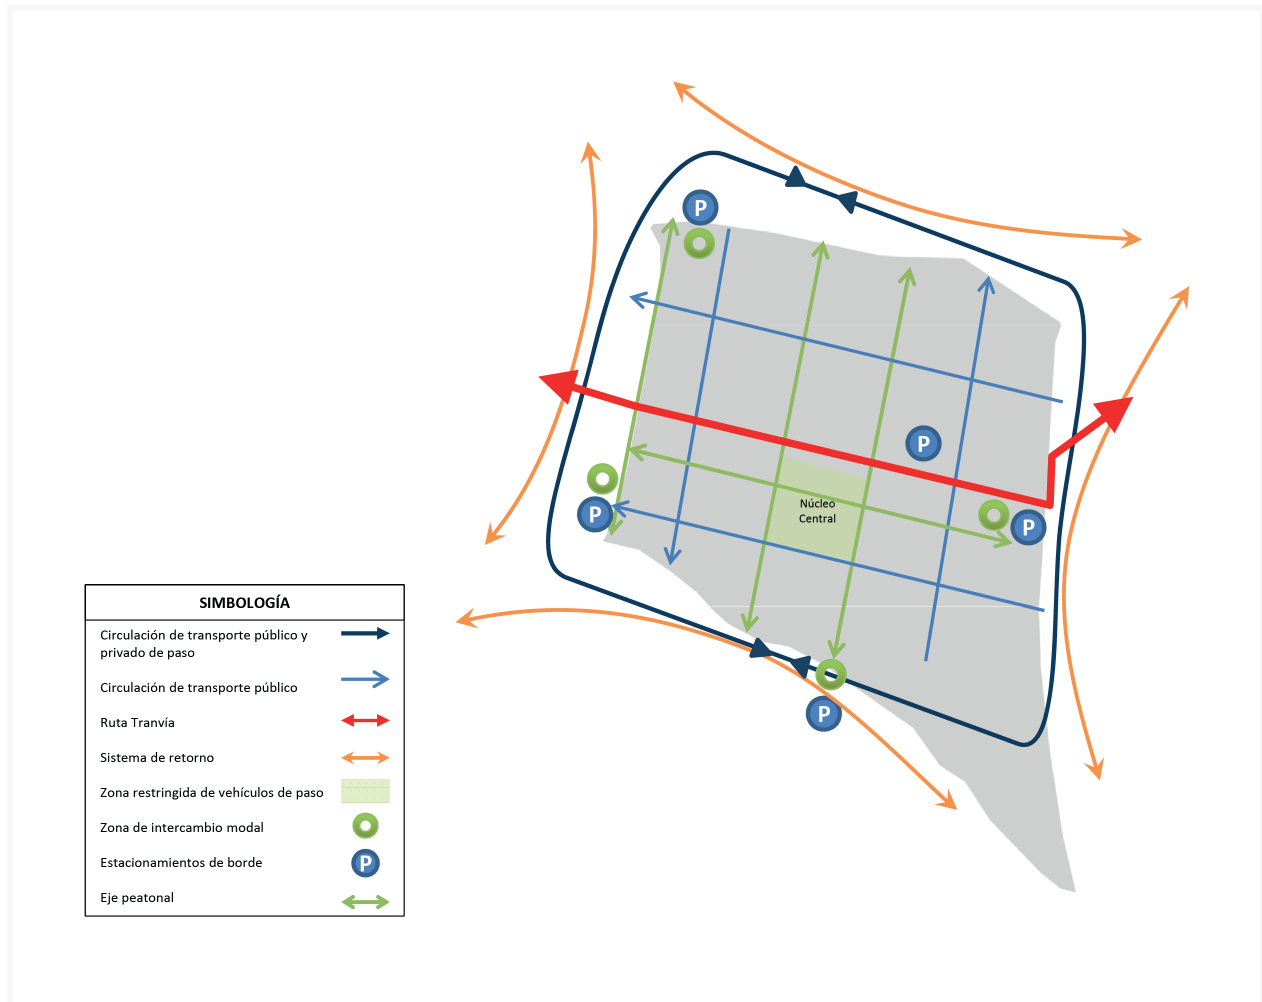 P
P
Núcleo
Central
P
P
P
SIMBOLOGÍA
Circulación de transporte público y
privado de paso
Circulación de transporte público
Ruta Tranvía
Sistema de retorno
Zona restringida de vehículos de paso
Zona de intercambio modal
Estacionamientos de borde
P
Eje peatonal